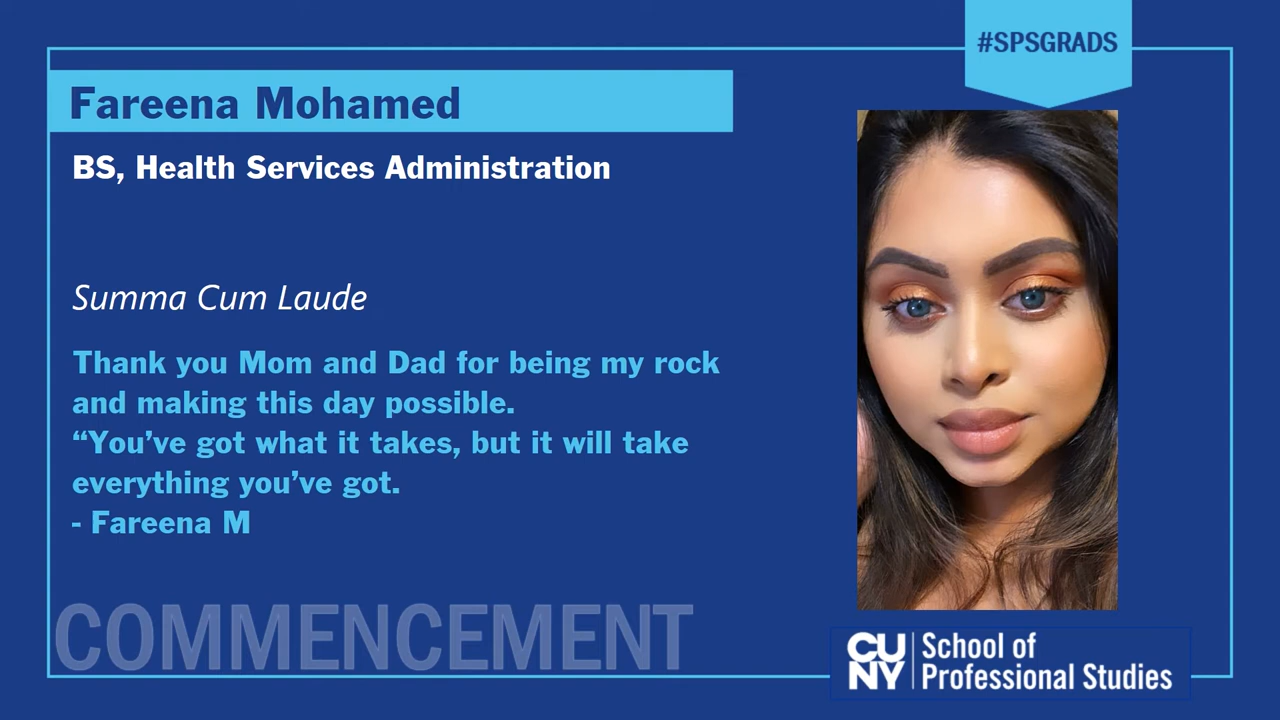 #SPSGRADS
Fareena Mohamed
BS, Health Services Administration
Summa Cum Laude
Thank you Mom and Dad for being my rock
and making this day possible.
“You’ve got what it takes, but it will take
everything you’ve got.
- Fareena M
COMMENCEMENT
CU
NY
School of
Professional Studies